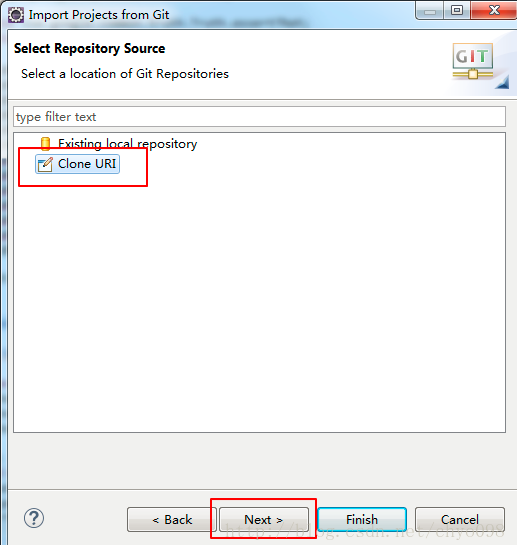 Import Projects from Git
Select Repository Source
Select a location of Git Repositories
GIT
type filter text
Existing local repository
Clone URI
< Back
Next >
Finish
Cancel